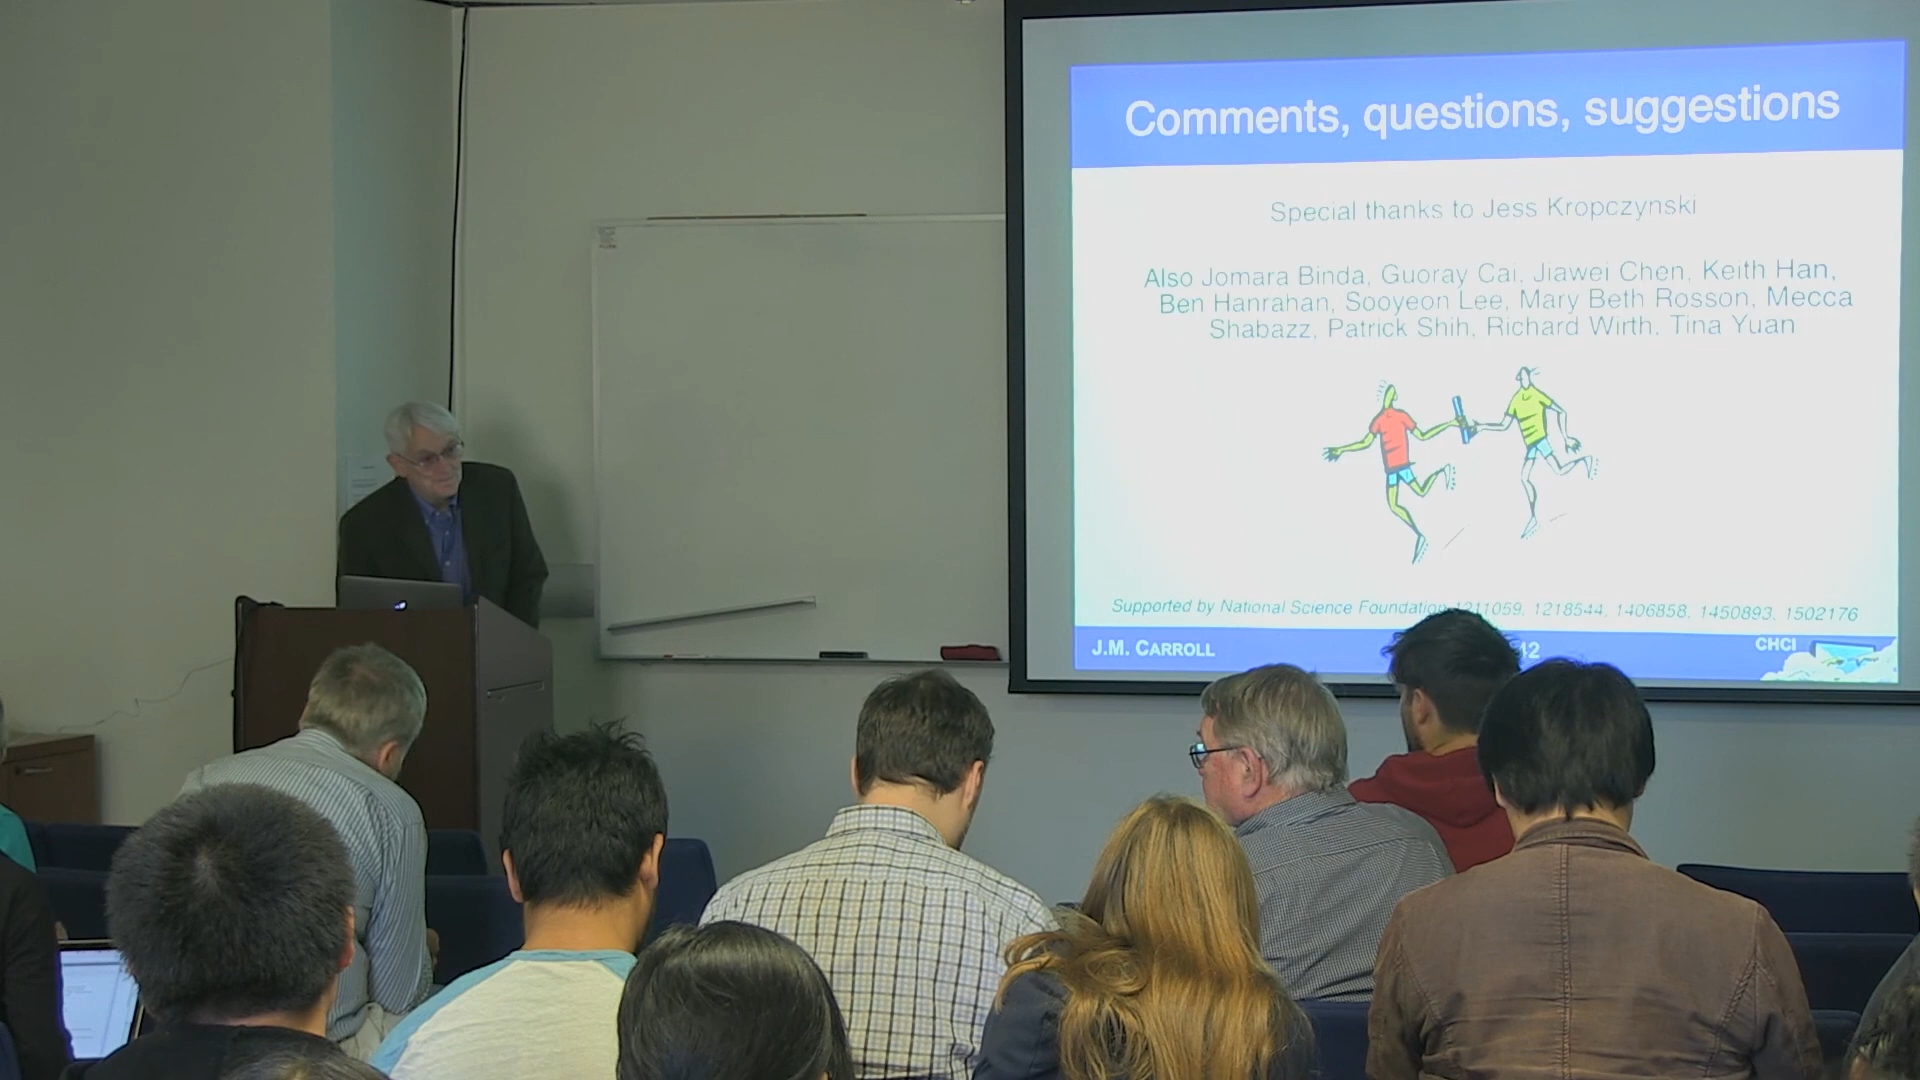 Comments, questions, suggestions
Special thanks to Jess Kropczynski
Also Jomara Binda, Guoray Cai, Jiawei Chen, Keith Han,
Ben Hanrahan, Sooyeon Lee, Mary Beth Rosson, Mecca
Shabazz, Patrick Shih, Richard Wirth, Tina Yuan
Supported by National Science Foundation 1211059, 1218544, 1406858, 1450893, 1502176
J.M. CARROLL
42
CHCI